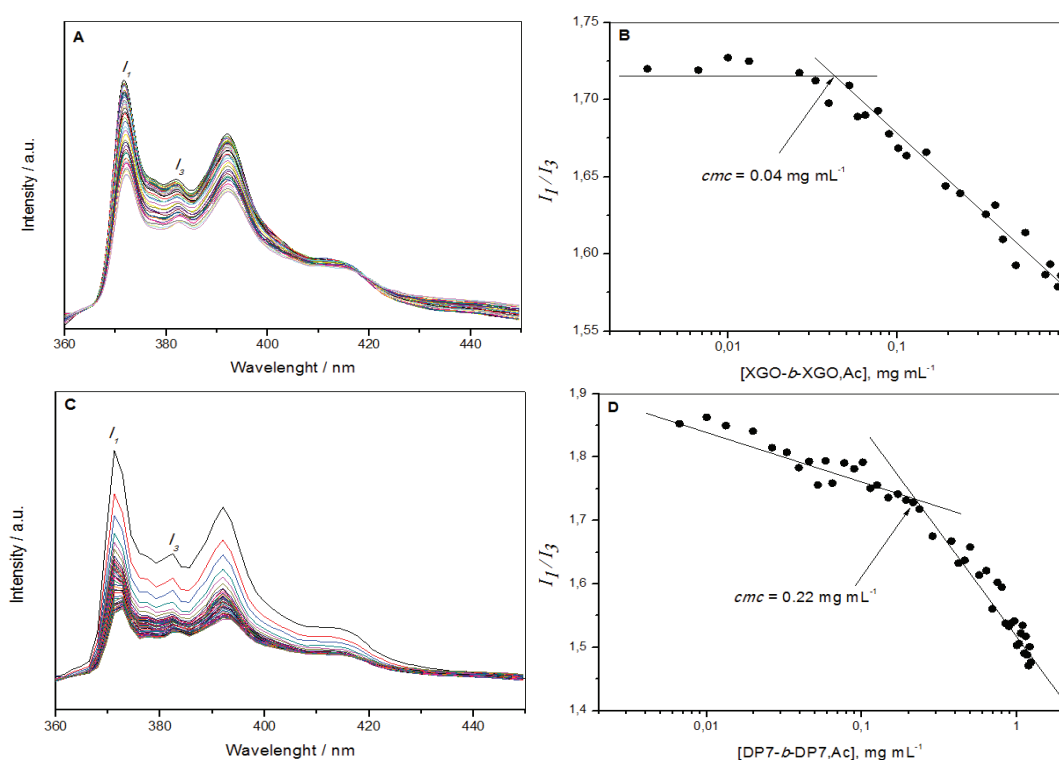 A
I₁
I₃
Intensity / a.u.
360 380 400 420 440
Wavelenght / nm
B
1,75
1,70
1,65
1,60
1,55
I₁ / I₃
cmc = 0.04 mg mL⁻¹
0,01 0,1
[XGO-b-XGO,Ac], mg mL⁻¹
C
I₁
I₃
Intensity / a.u.
360 380 400 420 440
Wavelenght / nm
D
1,9
1,8
1,7
1,6
1,5
1,4
I₁ / I₃
cmc = 0.22 mg mL⁻¹
0,01 0,1 1
[DP7-b-DP7,Ac], mg mL⁻¹